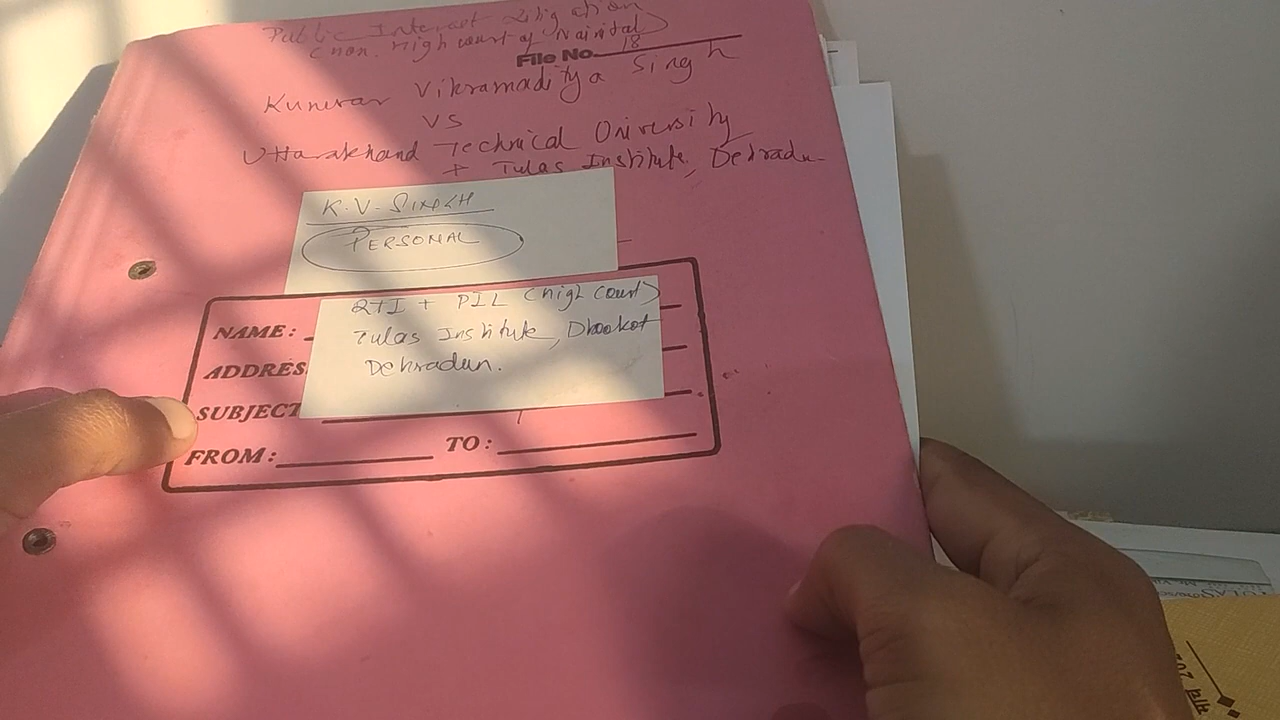 Public Interest Litigation
(Hon. High Court of Nainital)
File No. 18
Kunwar Vikramaditya Singh
VS
Uttarakhand Technical University
+ Tulas Institute, Dehradun
K.V-SINGH
PERSONAL
RTI + PIL (High Court)
Tulas Institute, Dhookot
Dehradun.
NAME:
ADDRES
SUBJECT
FROM: TO: